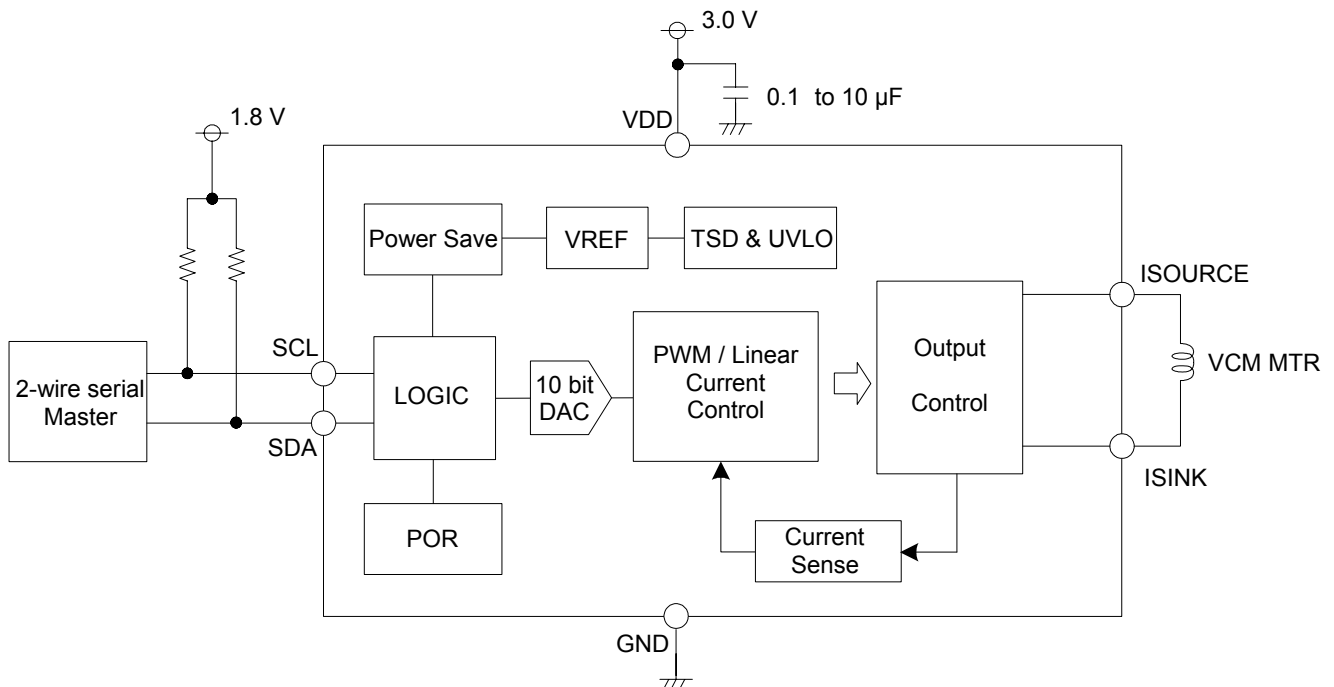 3.0 V
0.1 to 10 µF
VDD
1.8 V
Power Save
VREF
TSD & UVLO
ISOURCE
SCL
2-wire serial
Master
LOGIC
10 bit
DAC
PWM / Linear
Current
Control
Output
Control
VCM MTR
SDA
ISINK
POR
Current
Sense
GND